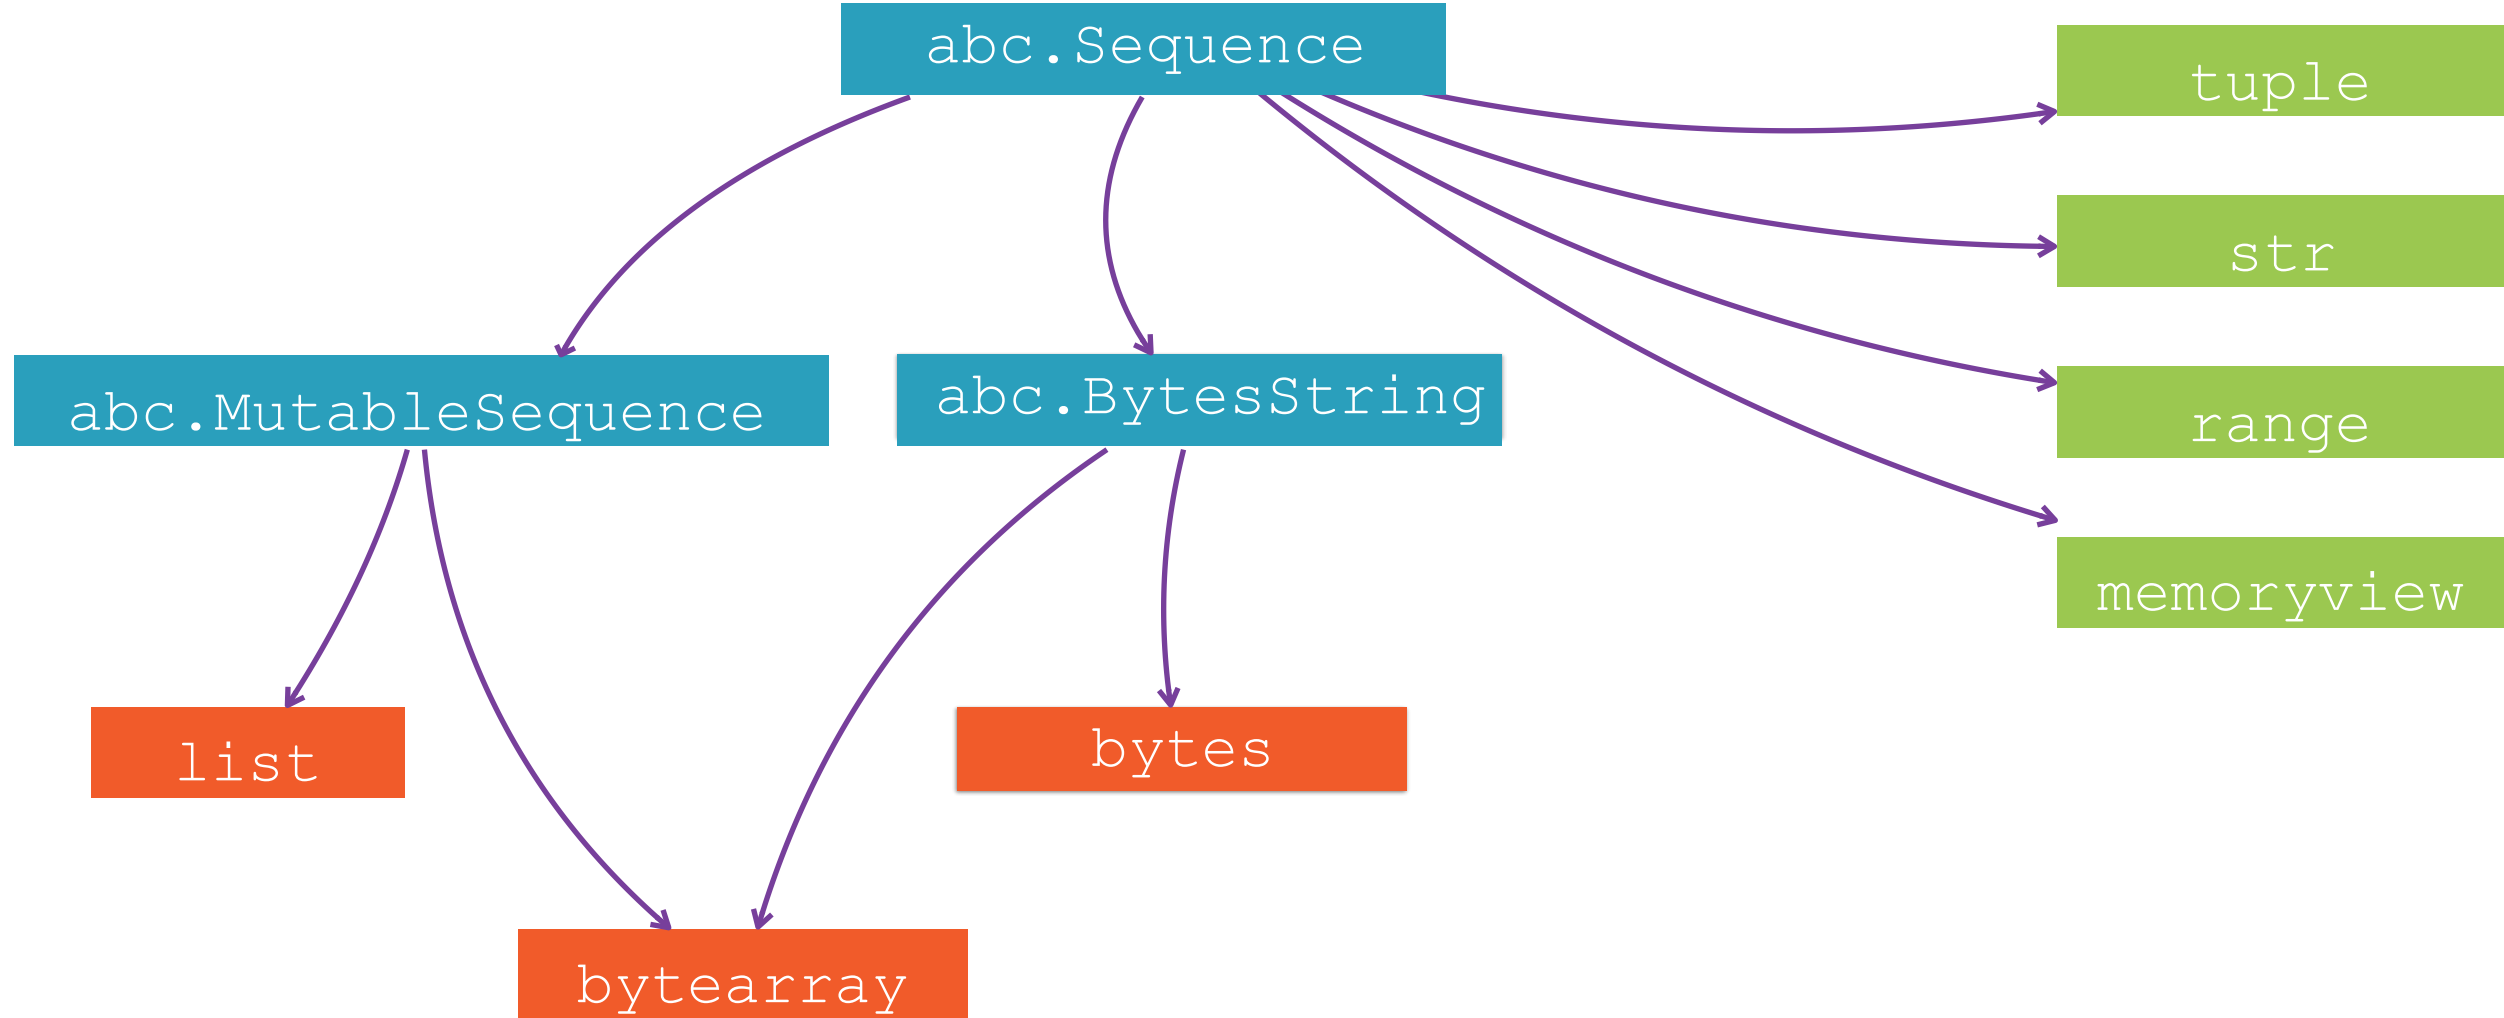 abc.Sequence
tuple
str
abc.MutableSequence
abc.BytesString
range
memoryview
list
bytes
bytearray